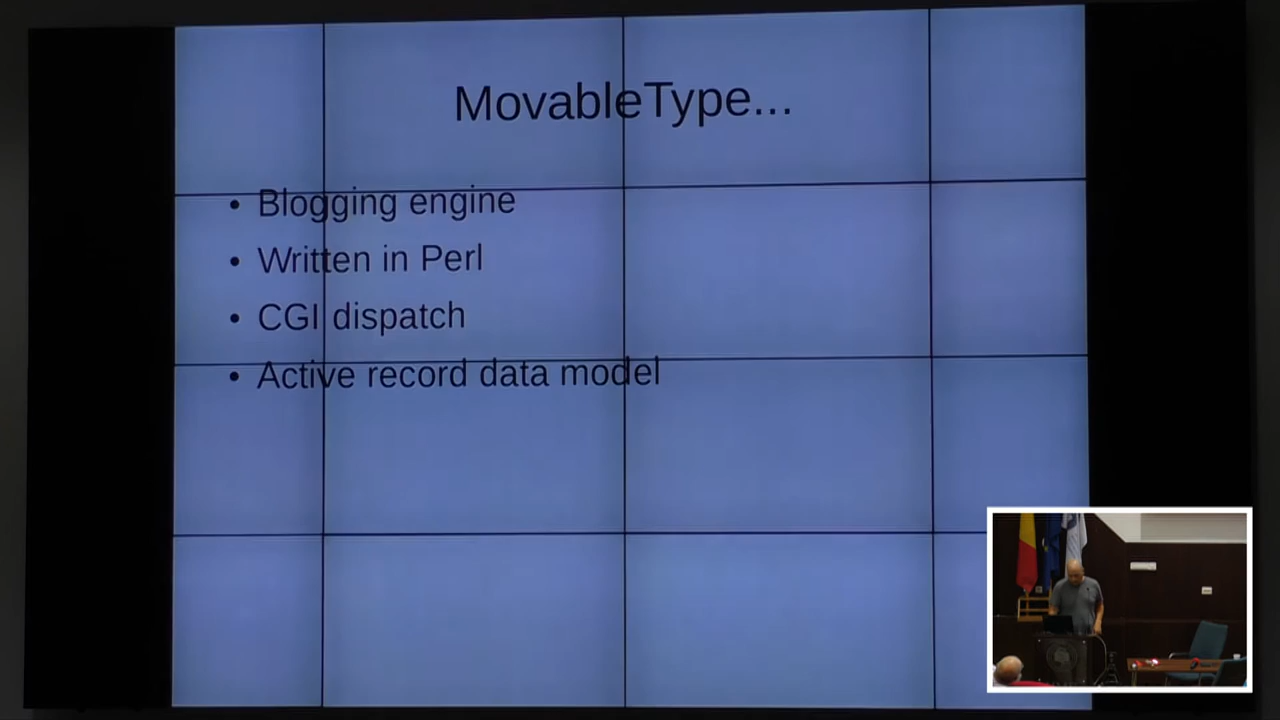 MovableType...
• Blogging engine
• Written in Perl
• CGI dispatch
• Active record data model